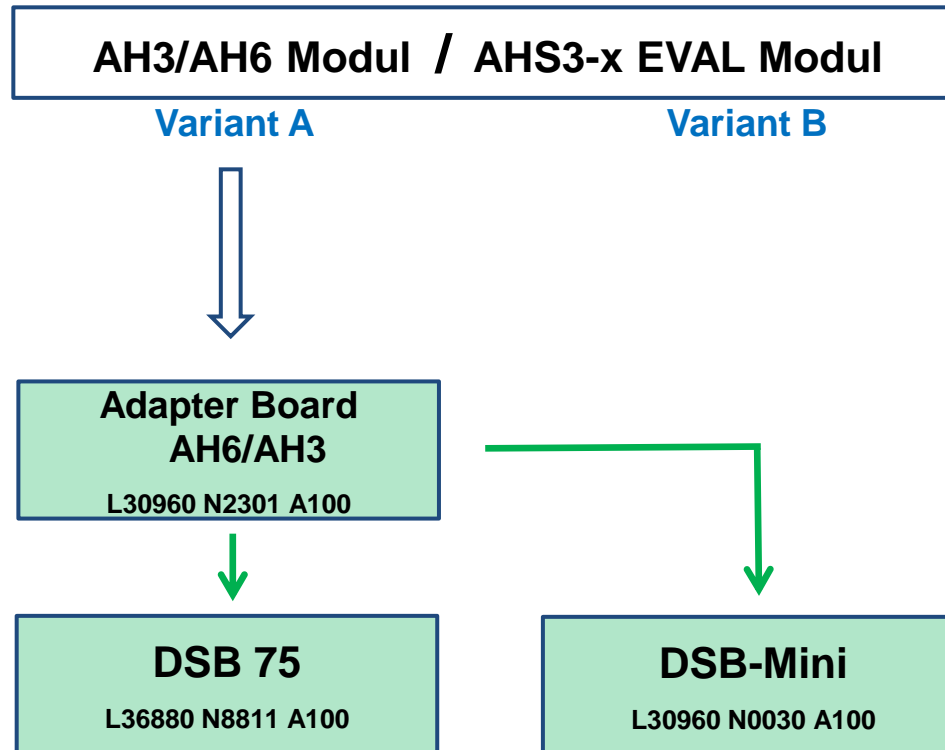 AH3/AH6 Modul / AHS3-x EVAL Modul
Variant A Variant B
Adapter Board
AH6/AH3
L30960 N2301 A100
DSB 75
L36880 N8811 A100
DSB-Mini
L30960 N0030 A100